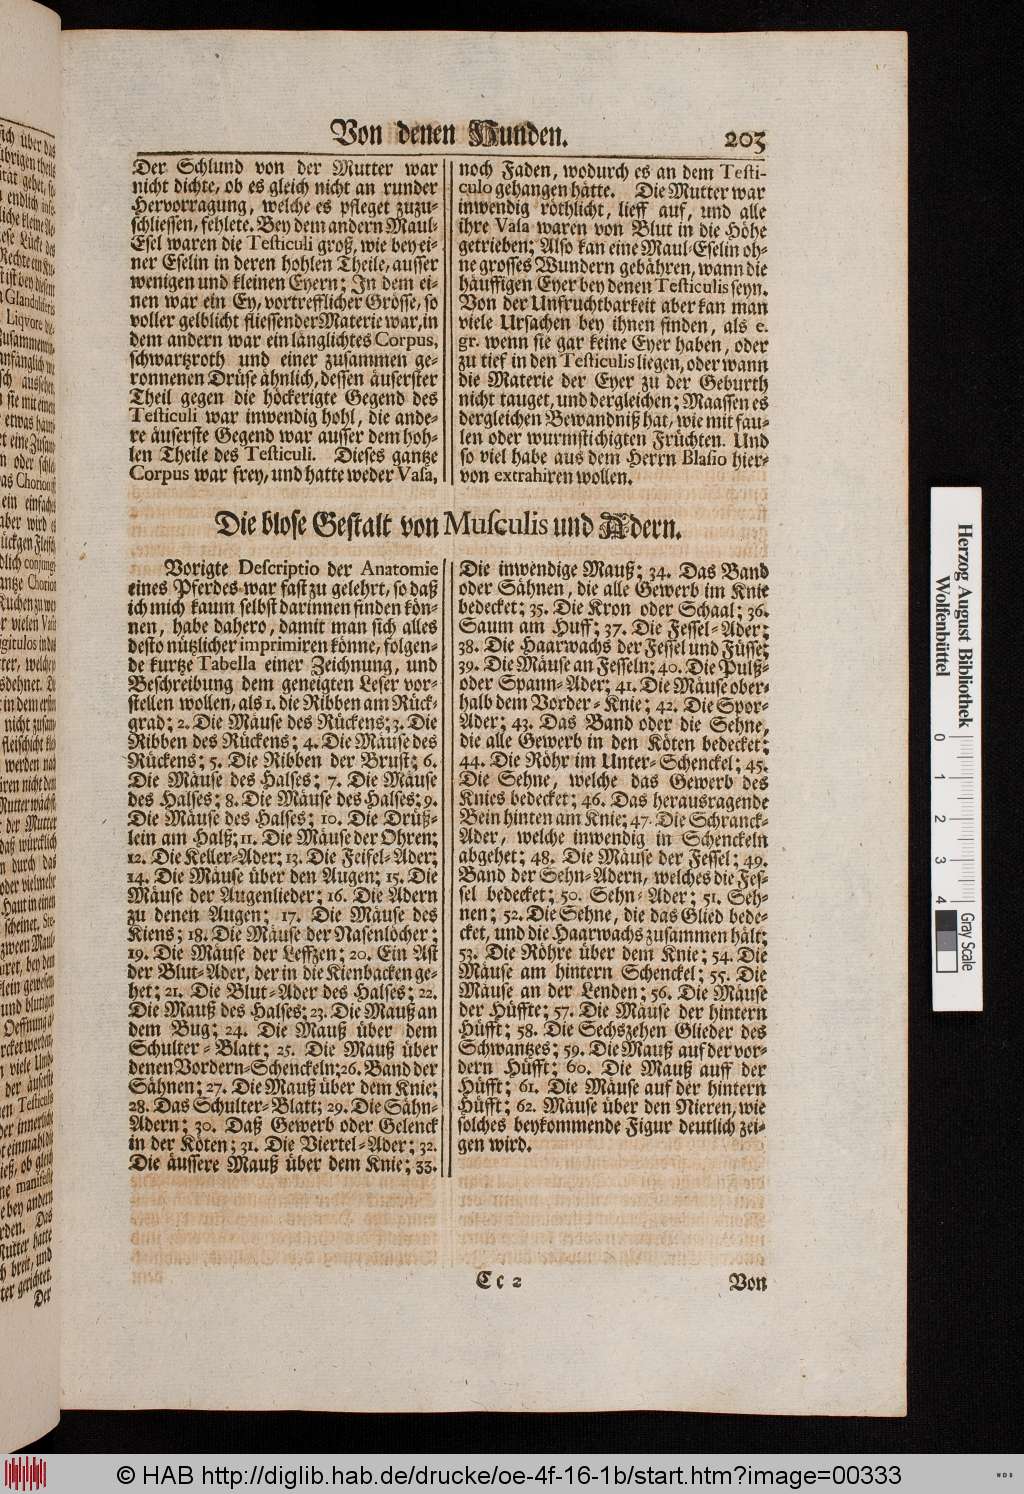 Von denen Hunden. 203
Der Schlund von der Mutter war
nicht dichte, ob es gleich nicht an runder
Hervorragung, welche es pfleget zuzu-
schliessen, fehlete. Bey dem andern Maul-
Esel waren die Testiculi groß, wie bey ei-
ner Eselin in deren hohlen Theile, ausser
wenigen und kleinen Eyern; In dem ei-
nen war ein Ey, vortrefflicher Grösse, so
voller gelblicht fliessender Materie war, in
dem andern war ein länglichtes Corpus,
schwartzroth und einer zusammen ge-
ronnenen Drüse ähnlich, dessen äuserster
Theil gegen die höckerigte Gegend des
Testiculi war inwendig hohl, die ande-
re äuserste Gegend war ausser dem hoh-
len Theile des Testiculi. Dieses gantze
Corpus war frey, und hatte weder Vasa,
noch Faden, wodurch es an dem Testi-
culo gehangen hätte. Die Mutter war
inwendig röthlicht, lieff auf, und alle
ihre Vasa waren von Blut in die Höhe
getrieben; Also kan eine Maul-Eselin oh-
ne grosses Wundern gebähren, wann die
häuffigen Eyer bey denen Testiculis seyn.
Von der Unfruchtbarkeit aber kan man
viele Ursachen bey ihnen finden, als e.
gr. wenn sie gar keine Eyer haben, oder
zu tief in den Testiculis liegen, oder wann
die Materie der Eyer zu der Geburth
nicht tauget, und dergleichen; Maassen es
dergleichen Bewandniß hat, wie mit fau-
len oder wurmstichigten Früchten. Und
so viel habe aus dem Herrn Blasio hier-
von extrahiren wollen.
Die blose Gestalt von Musculis und Adern.
Vorigte Descriptio der Anatomie
eines Pferdes war fast zu gelehrt, so daß
ich mich kaum selbst darinnen finden kön-
nen, habe dahero, damit man sich alles
desto nützlicher imprimiren könne, folgen-
de kurtze Tabella einer Zeichnung, und
Beschreibung dem geneigten Leser vor-
stellen wollen, als 1. die Ribben am Rück-
grad; 2. Die Mäuse des Rückens; 3. Die
Ribben des Rückens; 4. Die Mäuse des
Rückens; 5. Die Ribben der Brust; 6.
Die Mäuse des Halses; 7. Die Mäuse
des Halses; 8. Die Mäuse des Halses; 9.
Die Mäuse des Halses; 10. Die Drüß-
lein am Halß; 11. Die Mäuse der Ohren;
12. Die Keller-Ader; 13. Die Feifel-Ader;
14. Die Mäuse über den Augen; 15. Die
Mäuse der Augenlieder; 16. Die Adern
zu denen Augen; 17. Die Mäuse des
Kiens; 18. Die Mäuse der Nasenlöcher;
19. Die Mäuse der Leffzen; 20. Ein Ast
der Blut-Ader, der in die Kienbacken ge-
het; 21. Die Blut-Ader des Halses; 22.
Die Mauß des Halses; 23. Die Mauß an
dem Bug; 24. Die Mauß über dem
Schulter-Blatt; 25. Die Mauß über
denen Vordern-Schenckeln; 26. Band der
Sähnen; 27. Die Mauß über dem Knie;
28. Das Schulter-Blatt; 29. Die Sähn-
Adern; 30. Daß Gewerb oder Gelenck
in der Köten; 31. Die Viertel-Ader; 32.
Die äussere Mauß über dem Knie; 33.
Die inwendige Mauß; 34. Das Band
oder Sähnen, die alle Gewerb im Knie
bedecket; 35. Die Kron oder Schaal; 36.
Saum am Huff; 37. Die Fessel-Ader;
38. Die Haarwachs der Fessel und Füsse;
39. Die Mäuse an Fesseln; 40. Die Pulß-
oder Spann-Ader; 41. Die Mäuse ober-
halb dem Vorder-Knie; 42. Die Spor-
Ader; 43. Das Band oder die Sehne,
die alle Gewerb in den Köten bedecket;
44. Die Röhr im Unter-Schenckel; 45.
Die Sehne, welche das Gewerb des
Knies bedecket; 46. Das herausragende
Bein hinten am Knie; 47. Die Schranck-
Ader, welche inwendig in Schenckeln
abgehet; 48. Die Mäuse der Fessel; 49.
Band der Sehn-Adern, welches die Fes-
sel bedecket; 50. Sehn-Ader; 51. Seh-
nen; 52. Die Sehne, die das Glied bede-
cket, und die Haarwachs zusammen hält;
53. Die Röhre über dem Knie; 54. Die
Mäuse am hintern Schenckel; 55. Die
Mäuse an der Lenden; 56. Die Mäuse
der Hüffte; 57. Die Mäuse der hintern
Hüfft; 58. Die Sechszehen Glieder des
Schwantzes; 59. Die Mauß auf der vor-
dern Hüfft; 60. Die Mauß auff der
Hüfft; 61. Die Mäuse auf der hintern
Hüfft; 62. Mäuse über den Nieren, wie
solches beykommende Figur deutlich zei-
gen wird.
Cc 2 Von
Herzog August Bibliothek
Wolfenbüttel
0 1 2 3 4 Gray Scale
© HAB http://diglib.hab.de/drucke/oe-4f-16-1b/start.htm?image=00333